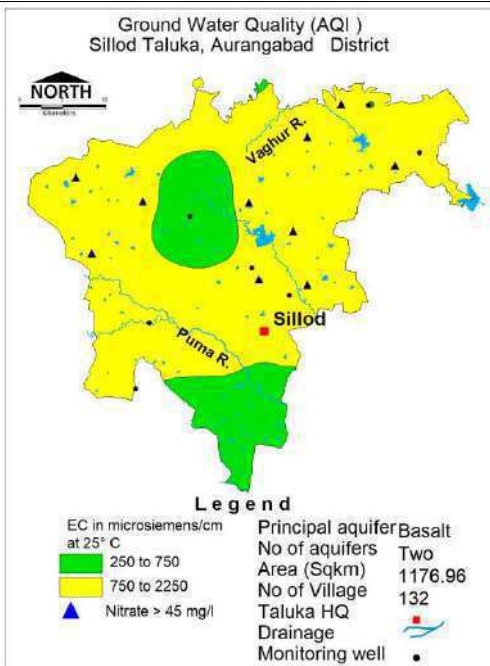 Ground Water Quality (AQI )
Sillod Taluka, Aurangabad District
NORTH
Vaghur R.
Sillod
Purna R.
Legend
EC in microsiemens/cm
at 25° C
250 to 750
750 to 2250
Nitrate > 45 mg/l
Principal aquifer Basalt
No of aquifers Two
Area (Sqkm) 1176.96
No of Village 132
Taluka HQ
Drainage
Monitoring well